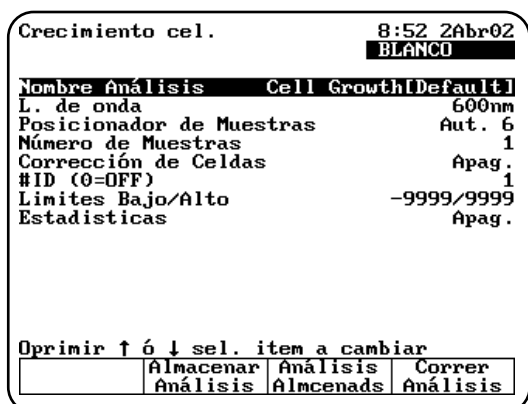 Crecimiento cel. 8:52 2Abr02
BLANCO
Nombre Análisis Cell Growth[Default]
L. de onda 600nm
Posicionador de Muestras Aut. 6
Número de Muestras 1
Corrección de Celdas Apag.
#ID (0=OFF) 1
Limites Bajo/Alto -9999/9999
Estadisticas Apag.
Oprimir ↑ ó ↓ sel. item a cambiar
Almacenar Análisis Correr
Análisis Almcenads Análisis